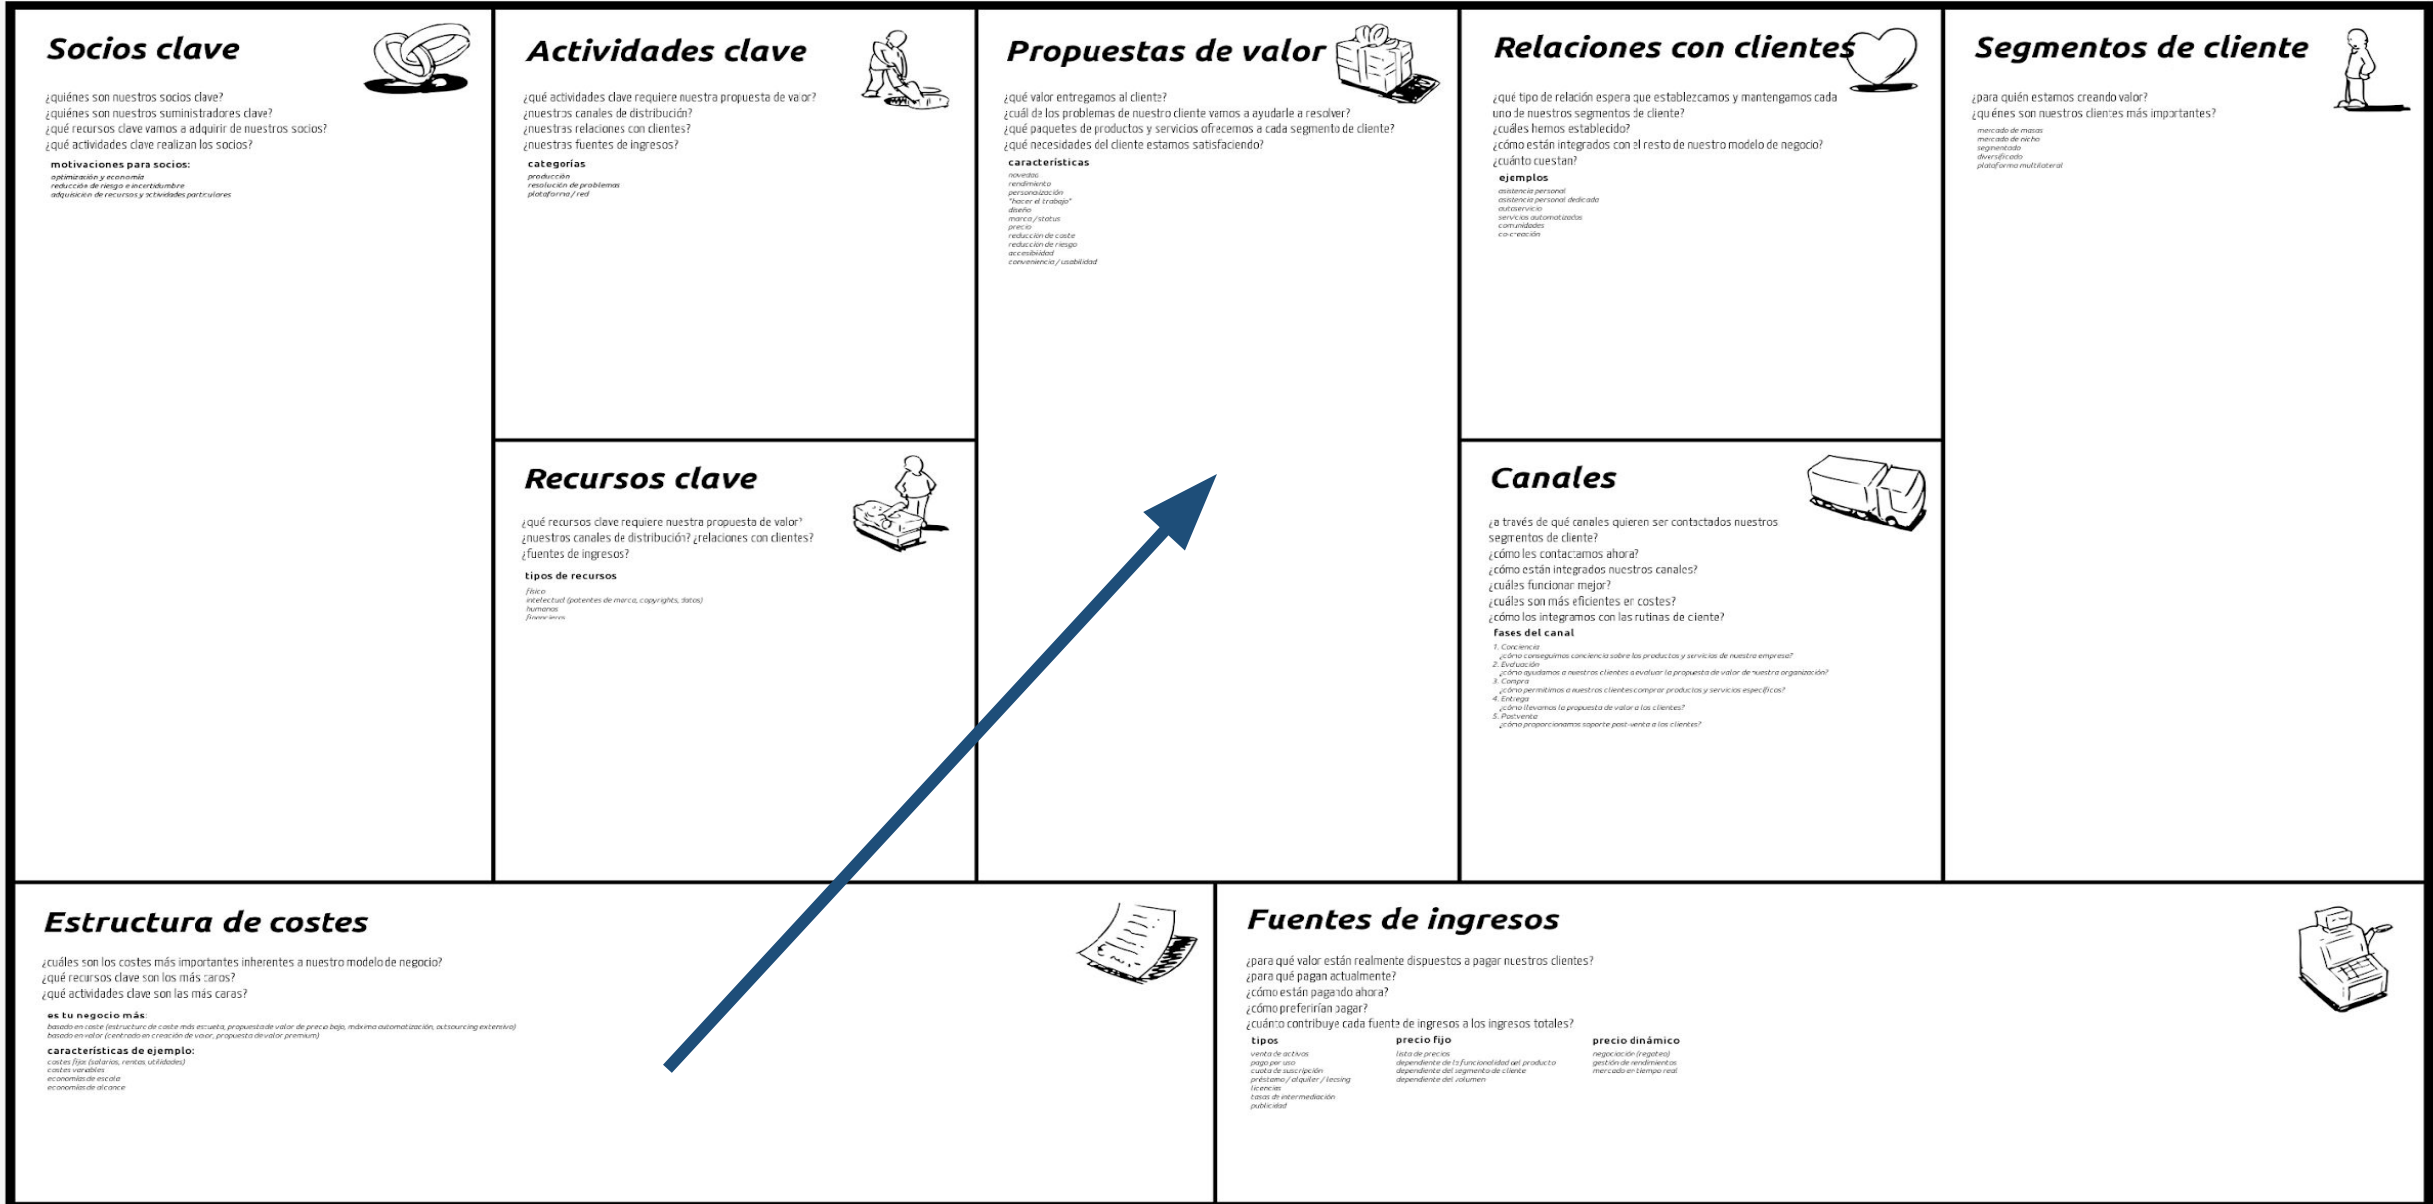 Socios clave
¿quiénes son nuestros socios clave?
¿quiénes son nuestros suministradores clave?
¿qué recursos clave vamos a adquirir de nuestros socios?
¿qué actividades clave realizan los socios?
motivaciones para socios:
optimización y economía
reducción de riesgo e incertidumbre
adquisición de recursos y actividades particulares
Actividades clave
¿qué actividades clave requiere nuestra propuesta de valor?
¿nuestros canales de distribución?
¿nuestras relaciones con clientes?
¿nuestras fuentes de ingresos?
categorías
producción
resolución de problemas
plataforma / red
Recursos clave
¿qué recursos clave requiere nuestra propuesta de valor?
¿nuestros canales de distribución? ¿relaciones con clientes?
¿fuentes de ingresos?
tipos de recursos
físico
intelectual (patentes de marca, copyrights, datos)
humanos
financieros
Propuestas de valor
¿qué valor entregamos al cliente?
¿cuál de los problemas de nuestro cliente vamos a ayudarle a resolver?
¿qué paquetes de productos y servicios ofrecemos a cada segmento de cliente?
¿qué necesidades del cliente estamos satisfaciendo?
características
novedad
rendimiento
personalización
"hacer el trabajo"
diseño
marca / status
precio
reducción de coste
reducción de riesgo
accesibilidad
conveniencia / usabilidad
Relaciones con clientes
¿qué tipo de relación espera que establezcamos y mantengamos cada
uno de nuestros segmentos de cliente?
¿cuáles hemos establecido?
¿cómo están integrados con el resto de nuestro modelo de negocio?
¿cuánto cuestan?
ejemplos
asistencia personal
asistencia personal dedicada
autoservicio
servicios automatizados
comunidades
co-creación
Canales
¿a través de qué canales quieren ser contactados nuestros
segmentos de cliente?
¿cómo les contactamos ahora?
¿cómo están integrados nuestros canales?
¿cuáles funcionar mejor?
¿cuáles son más eficientes en costes?
¿cómo los integramos con las rutinas de cliente?
fases del canal
1. Conciencia
¿cómo conseguimos conciencia sobre los productos y servicios de nuestra empresa?
2. Evaluación
¿cómo ayudamos a nuestros clientes a evaluar la propuesta de valor de nuestra organización?
3. Compra
¿cómo permitimos a nuestros clientes comprar productos y servicios específicos?
4. Entrega
¿cómo llevamos la propuesta de valor a los clientes?
5. Postventa
¿cómo proporcionamos soporte post-venta a los clientes?
Segmentos de cliente
¿para quién estamos creando valor?
¿quiénes son nuestros clientes más importantes?
mercado de masas
mercado de nicho
segmentado
diversificado
plataforma multilateral
Estructura de costes
¿cuáles son los costes más importantes inherentes a nuestro modelo de negocio?
¿qué recursos clave son los más caros?
¿qué actividades clave son las más caras?
es tu negocio más:
basado en coste (estructura de coste más escueta, propuesta de valor de precio bajo, máxima automatización, outsourcing extensivo)
basado en valor (centrado en creación de valor, propuesta de valor premium)
características de ejemplo:
costes fijos (salarios, rentas, utilidades)
costes variables
economías de escala
economías de alcance
Fuentes de ingresos
¿para qué valor están realmente dispuestos a pagar nuestros clientes?
¿para qué pagan actualmente?
¿cómo están pagando ahora?
¿cómo preferirían pagar?
¿cuánto contribuye cada fuente de ingresos a los ingresos totales?
tipos
venta de activos
pago por uso
cuota de suscripción
préstamo / alquiler / leasing
licencias
tasas de intermediación
publicidad
precio fijo
lista de precios
dependiente de la funcionalidad del producto
dependiente del segmento de cliente
dependiente del volumen
precio dinámico
negociación (regateo)
gestión de rendimientos
mercado en tiempo real